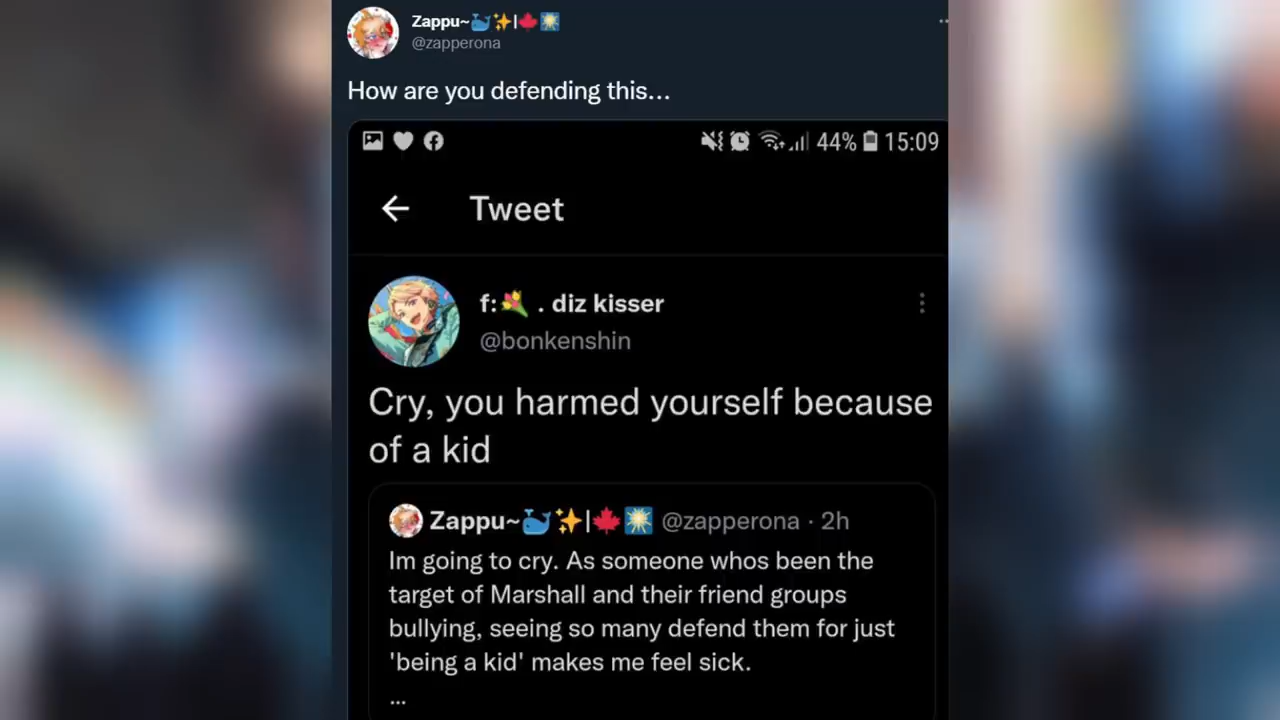 Zappu~🐳✨|🍁🎇
@zapperona
How are you defending this...
44% 15:09
Tweet
f:🌷 . diz kisser
@bonkenshin
Cry, you harmed yourself because
of a kid
Zappu~🐳✨|🍁🎇 @zapperona · 2h
Im going to cry. As someone whos been the
target of Marshall and their friend groups
bullying, seeing so many defend them for just
'being a kid' makes me feel sick.
...